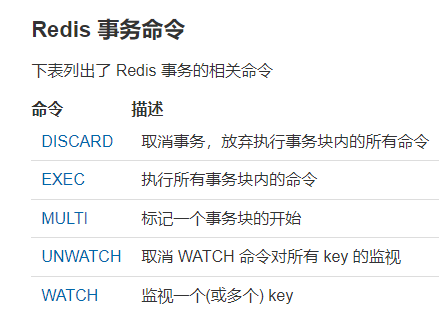 Redis 事务命令
下表列出了 Redis 事务的相关命令
命令 描述
DISCARD 取消事务，放弃执行事务块内的所有命令
EXEC 执行所有事务块内的命令
MULTI 标记一个事务块的开始
UNWATCH 取消 WATCH 命令对所有 key 的监视
WATCH 监视一个(或多个) key